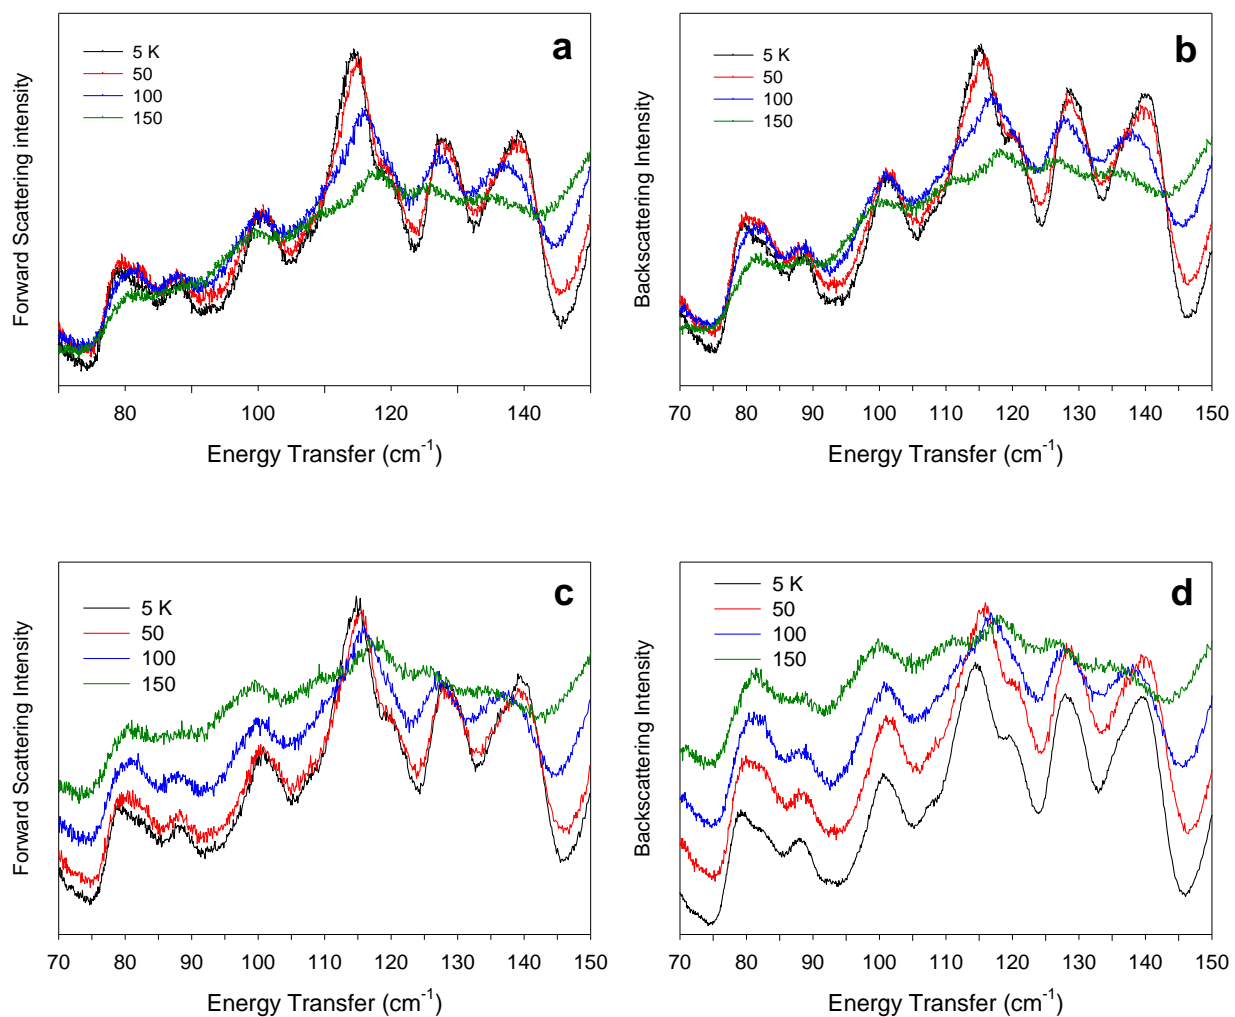 a
5 K
50
100
150
Forward Scattering intensity
80 100 120 140
Energy Transfer (cm-1)
b
5 K
50
100
150
Backscattering Intensity
70 80 90 100 110 120 130 140 150
Energy Transfer (cm-1)
c
5 K
50
100
150
Forward Scattering Intensity
70 80 90 100 110 120 130 140 150
Energy Transfer (cm-1)
d
5 K
50
100
150
Backscattering Intensity
70 80 90 100 110 120 130 140 150
Energy Transfer (cm-1)